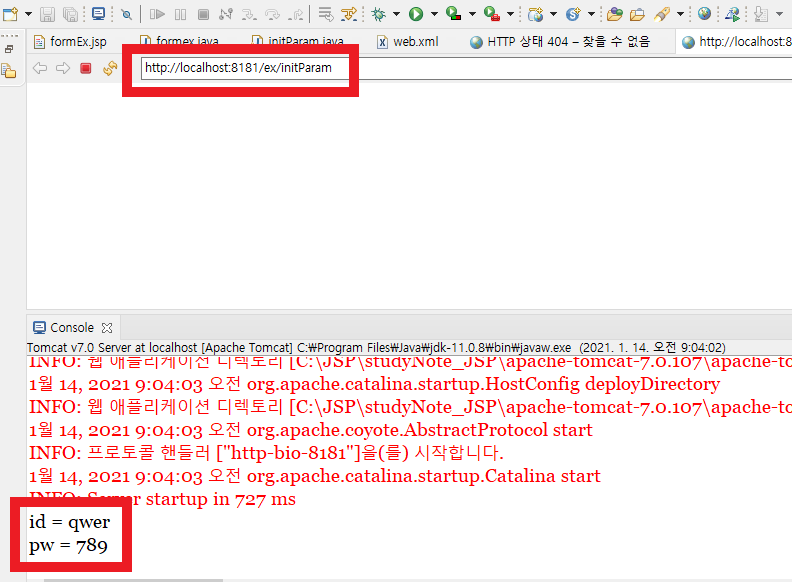 formEx.jsp formex.java initParam.java web.xml HTTP 상태 404 – 찾을 수 없음 http://localhost:8
http://localhost:8181/ex/initParam
Console
Tomcat v7.0 Server at localhost [Apache Tomcat] C:₩Program Files₩Java₩jdk-11.0.8₩bin₩javaw.exe (2021. 1. 14. 오전 9:04:02)
INFO: 웹 애플리케이션 디렉토리 [C:\JSP\studyNote_JSP\apache-tomcat-7.0.107\apache-to
1월 14, 2021 9:04:03 오전 org.apache.catalina.startup.HostConfig deployDirectory
INFO: 웹 애플리케이션 디렉토리 [C:\JSP\studyNote_JSP\apache-tomcat-7.0.107\apache-to
1월 14, 2021 9:04:03 오전 org.apache.coyote.AbstractProtocol start
INFO: 프로토콜 핸들러 ["http-bio-8181"]을(를) 시작합니다.
1월 14, 2021 9:04:03 오전 org.apache.catalina.startup.Catalina start
INFO: Server startup in 727 ms
id = qwer
pw = 789